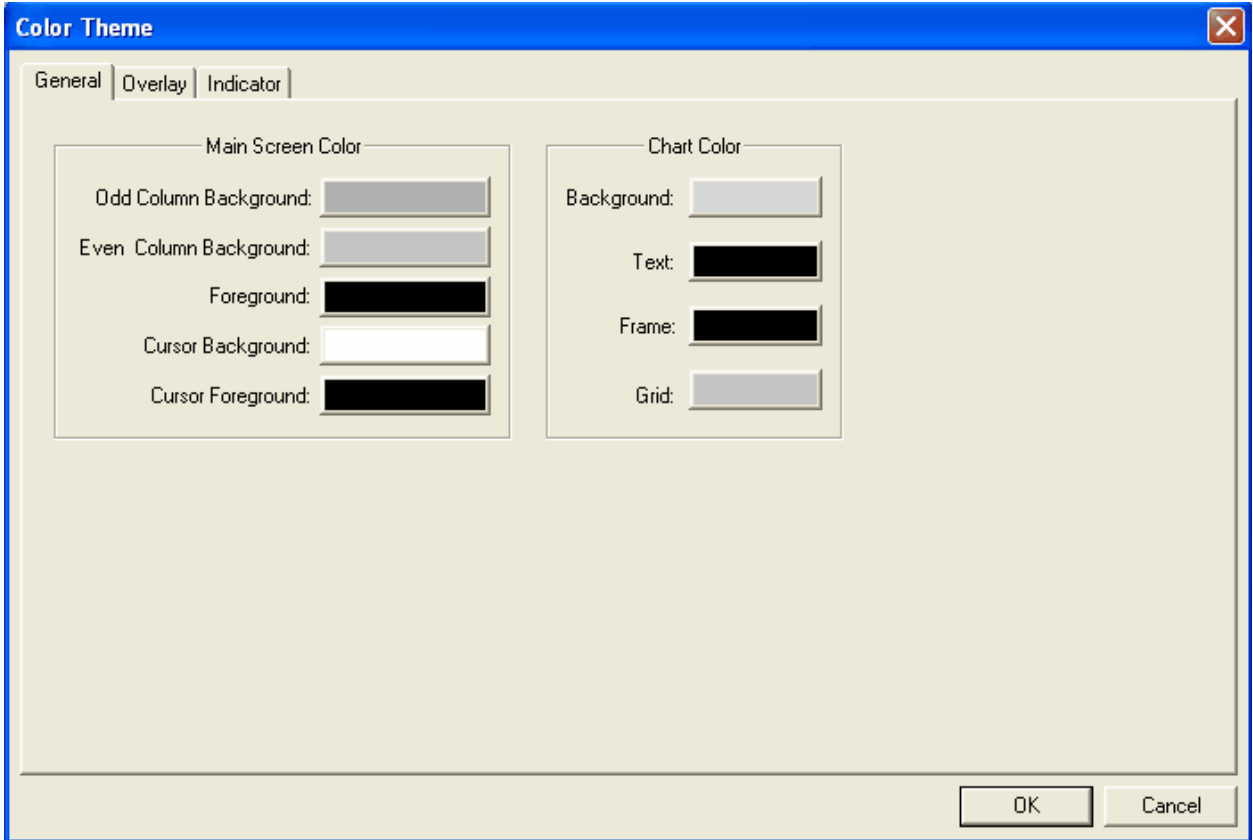 Color Theme
General Overlay Indicator
Main Screen Color
Odd Column Background:
Even  Column Background:
Foreground:
Cursor Background:
Cursor Foreground:
Chart Color
Background:
Text:
Frame:
Grid:
OK Cancel